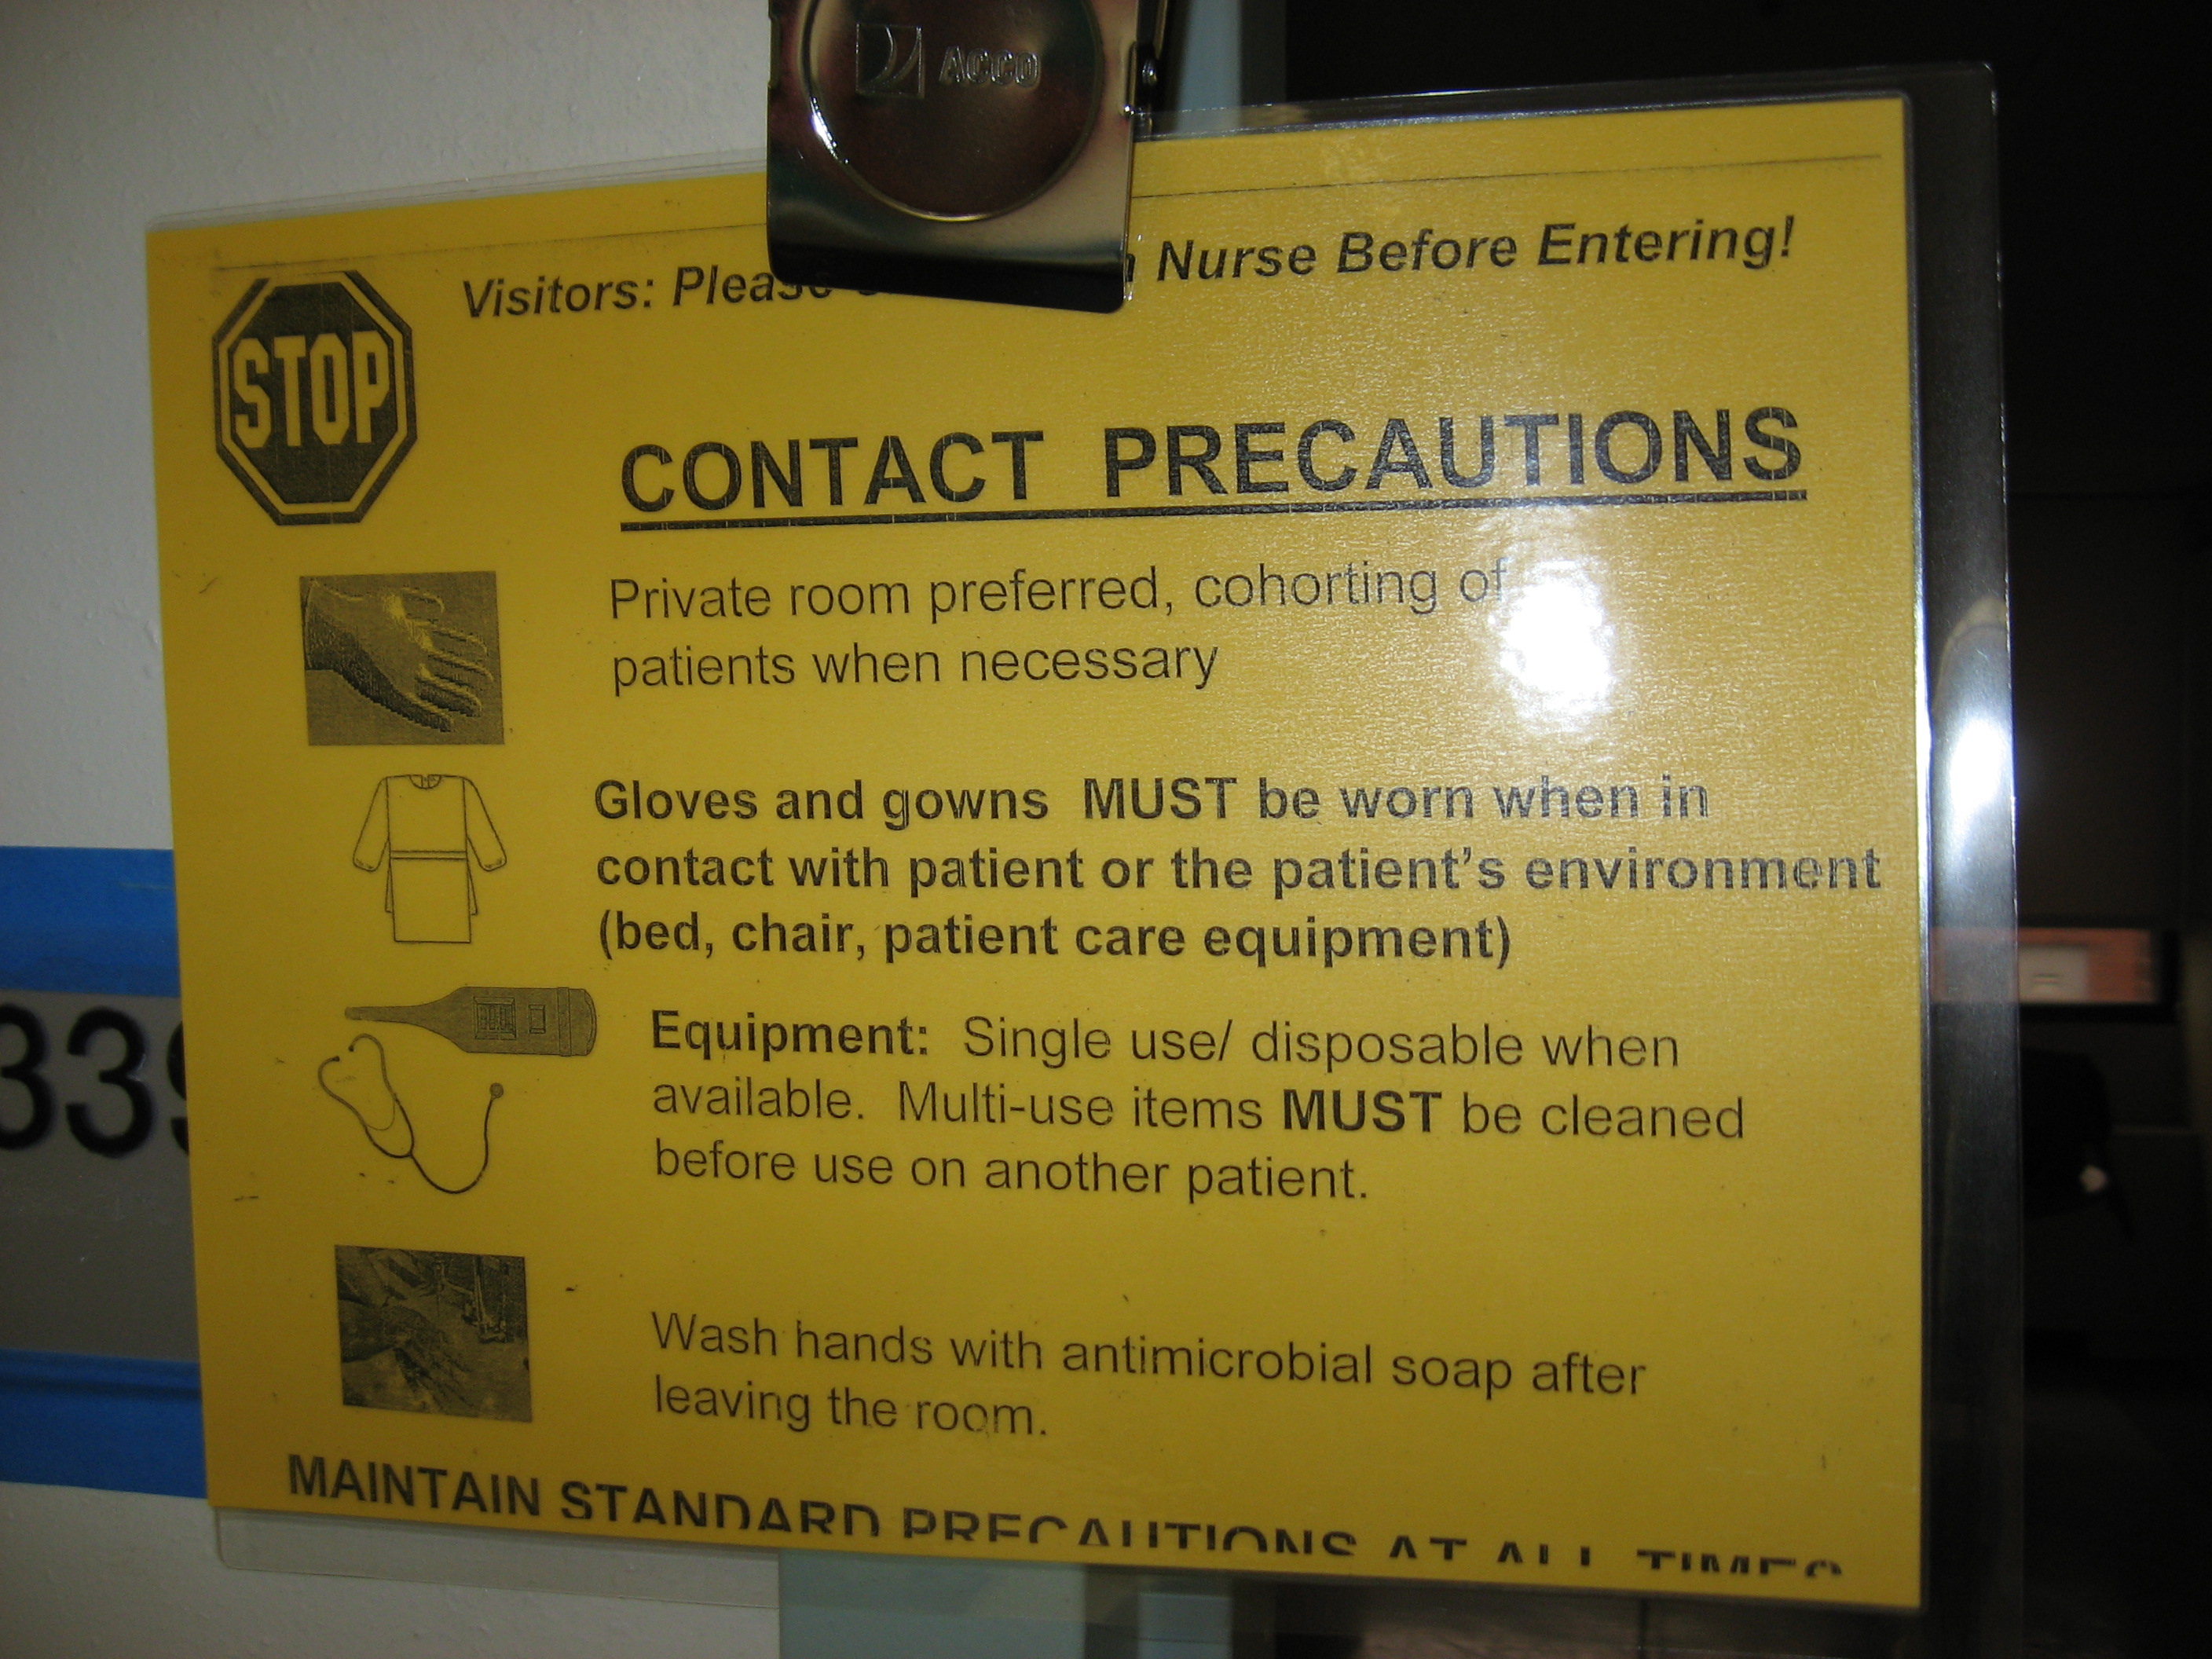 ACCO
Visitors: Please Nurse Before Entering!
STOP
CONTACT PRECAUTIONS
Private room preferred, cohorting of
patients when necessary
Gloves and gowns MUST be worn when in
contact with patient or the patient's environment
(bed, chair, patient care equipment)
Equipment: Single use/ disposable when
available. Multi-use items MUST be cleaned
before use on another patient.
Wash hands with antimicrobial soap after
leaving the room.
MAINTAIN STANDARD PRECAUTIONS AT ALL TIMES
339